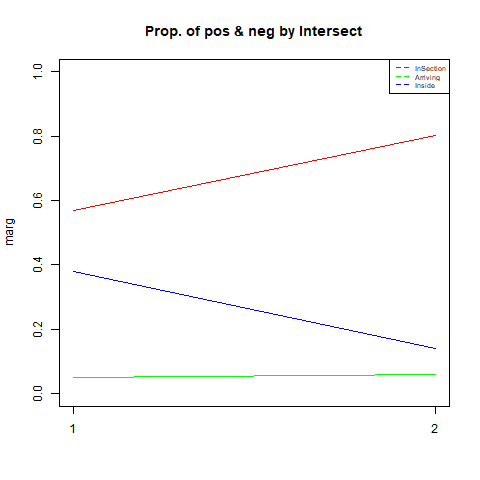 Prop. of pos & neg by Intersect
InSection
Arriving
Inside
marg
1.0
0.8
0.6
0.4
0.2
0.0
1 2